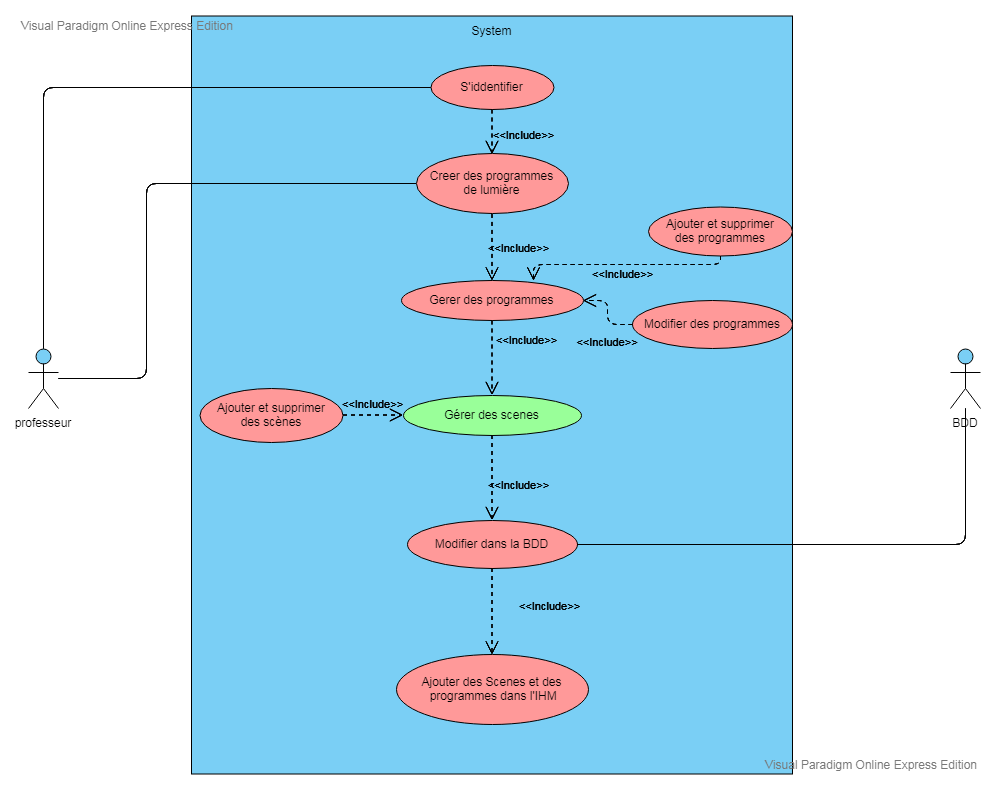 Visual Paradigm Online Express Edition
System
S'iddentifier
<<Include>>
Creer des programmes
de lumière
Ajouter et supprimer
des programmes
<<Include>>
<<Include>>
Gerer des programmes
Modifier des programmes
<<Include>>
<<Include>>
Ajouter et supprimer
des scènes
<<Include>>
Gérer des scenes
professeur
BDD
<<Include>>
Modifier dans la BDD
<<Include>>
Ajouter des Scenes et des
programmes dans l'IHM
Visual Paradigm Online Express Edition